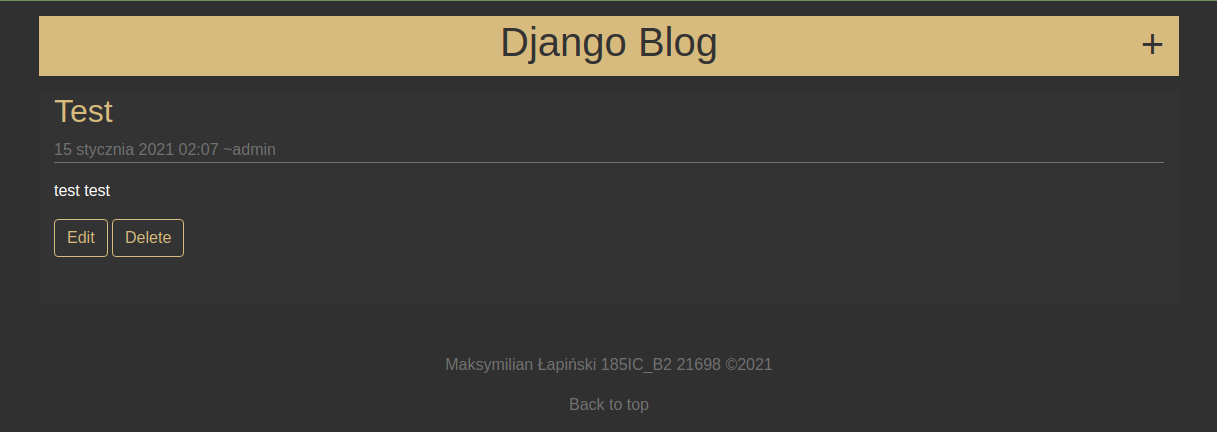 Django Blog +
Test
15 stycznia 2021 02:07 ~admin
test test
Edit Delete
Maksymilian Łapiński 185IC_B2 21698 ©2021
Back to top